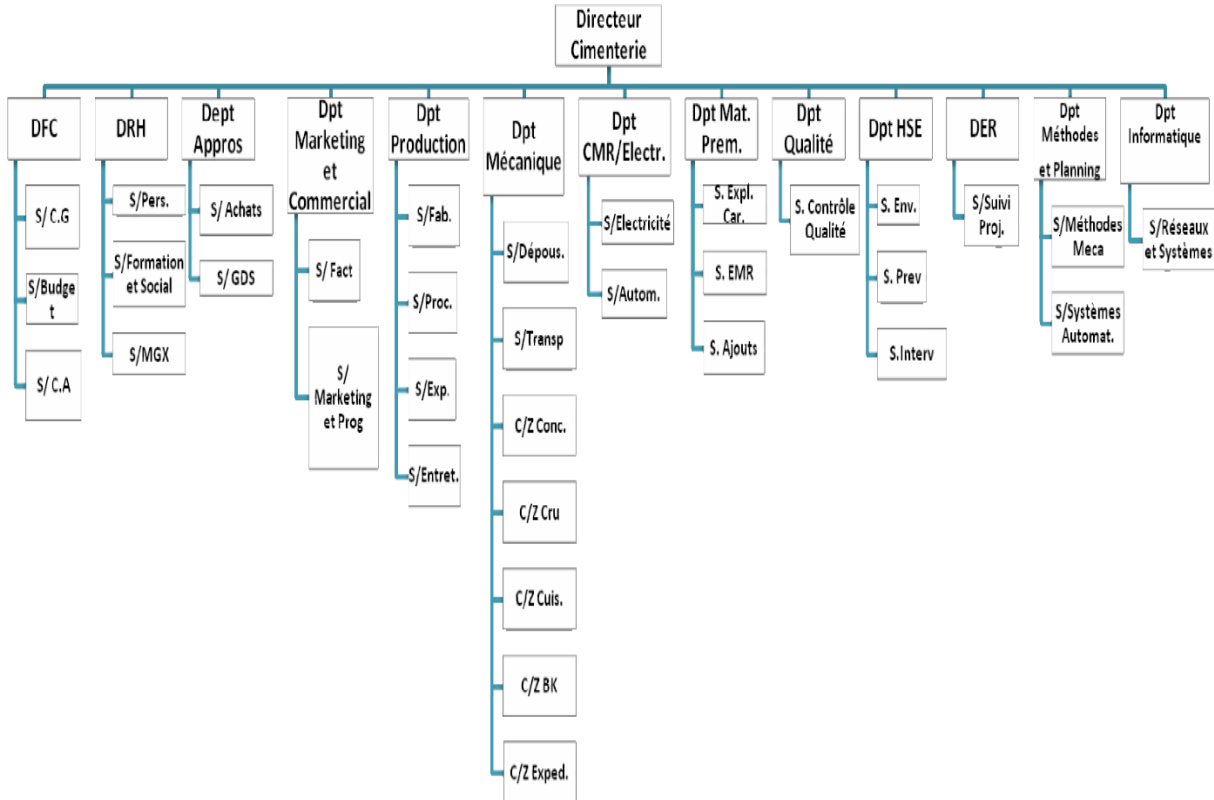 Directeur
Cimenterie
DFC
S/ C.G
S/Budge
t
S/ C.A
DRH
S/Pers.
S/Formation
et Social
S/MGX
Dept
Appros
S/ Achats
S/ GDS
Dpt
Marketing
et
Commercial
S/ Fact
S/
Marketing
et Prog
Dpt
Production
S/Fab.
S/Proc.
S/Exp.
S/Entret.
Dpt
Mécanique
S/Dépous.
S/Transp
C/Z Conc.
C/Z Cru
C/Z Cuis.
C/Z BK
C/Z Exped.
Dpt
CMR/Electr.
S/Electricité
S/Autom.
Dpt Mat.
Prem.
S. Expl.
Car.
S. EMR
S. Ajouts
Dpt
Qualité
S. Contrôle
Qualité
Dpt HSE
S. Env.
S. Prev
S.Interv
DER
S/Suivi
Proj.
Dpt
Méthodes
et Planning
S/Méthodes
Meca
S/Systèmes
Automat.
Dpt
Informatique
S/Réseaux
et Systèmes